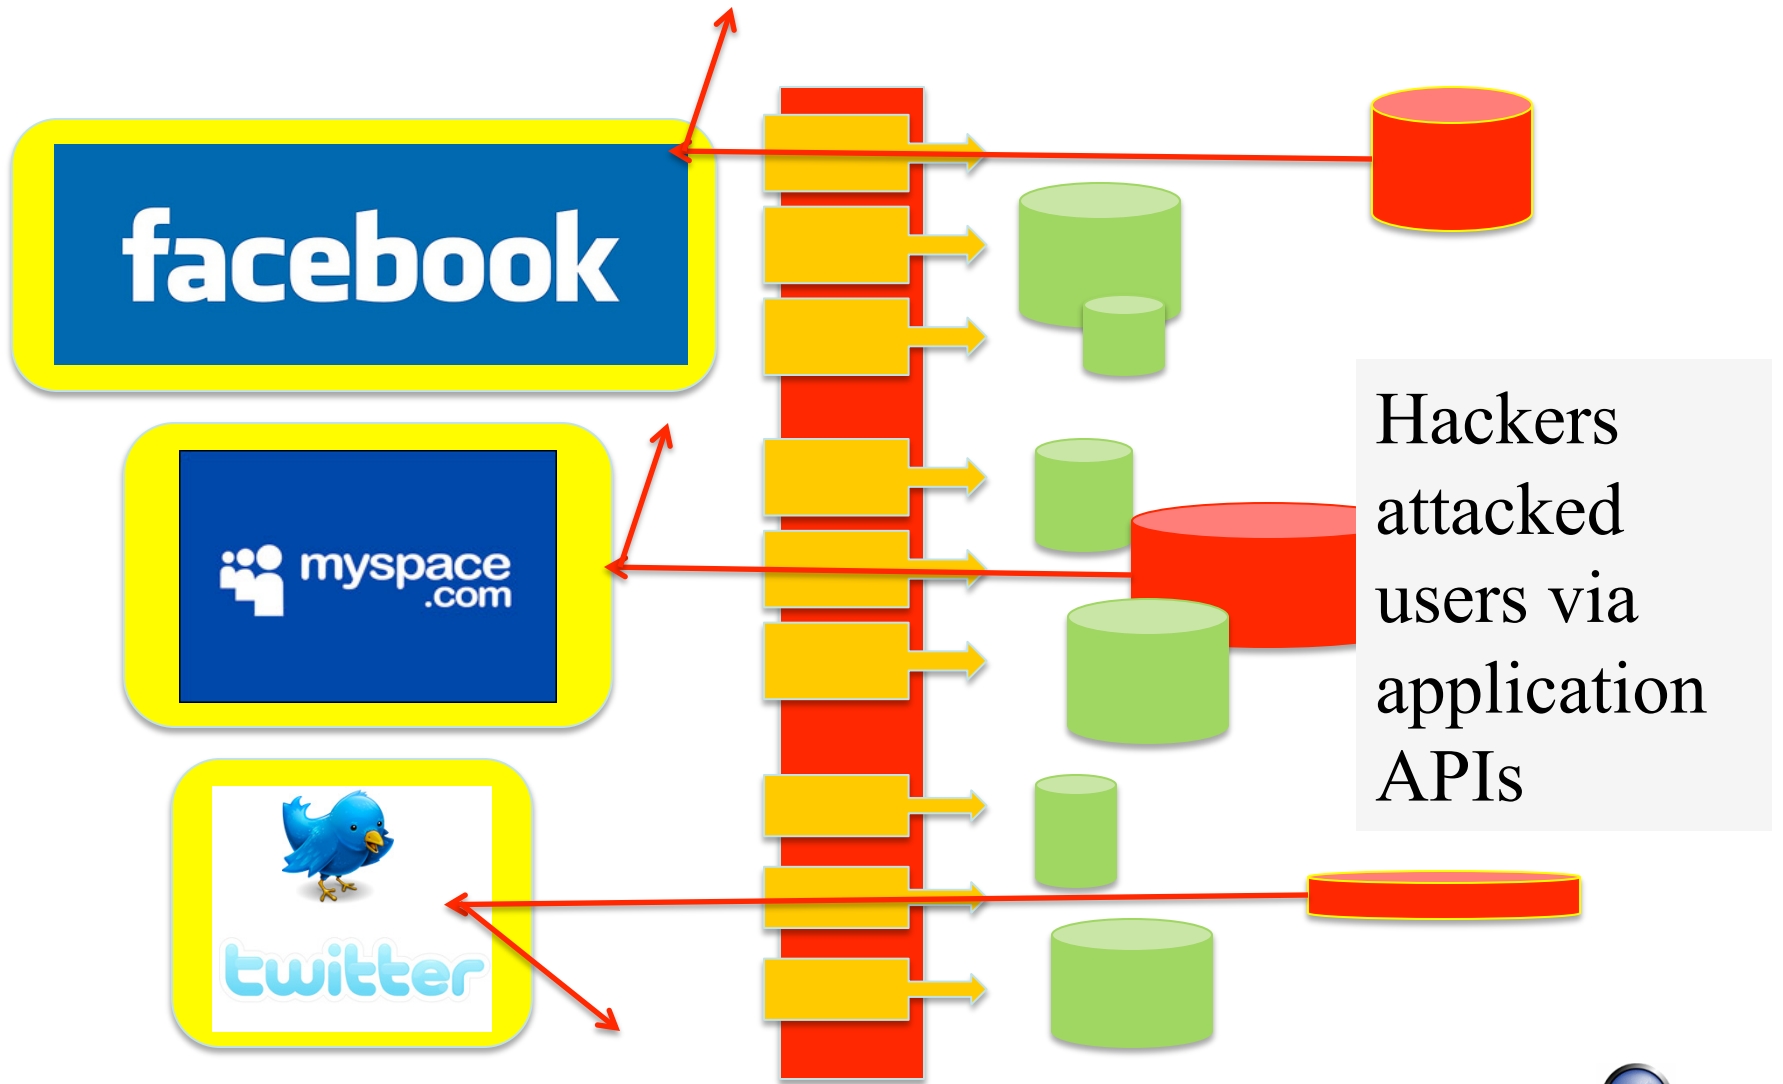 facebook
myspace
.com
twitter
Hackers
attacked
users via
application
APIs